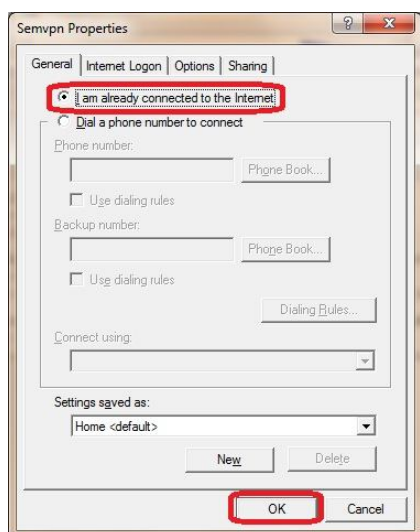 Semvpn Properties
General Internet Logon Options Sharing
I am already connected to the Internet
Dial a phone number to connect
Phone number:
Phone Book...
Use dialing rules
Backup number:
Phone Book...
Use dialing rules
Dialing Rules...
Connect using:
Settings saved as:
Home <default>
New Delete
OK Cancel